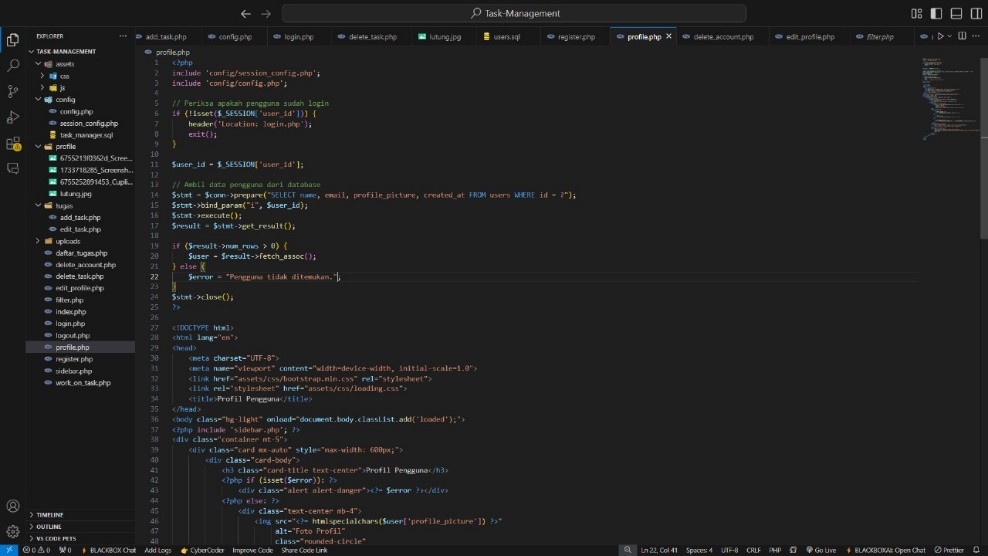 Task-Management
EXPLORER
add_task.php
config.php
login.php
delete_task.php
lutung.jpg
users.sql
register.php
profile.php
delete_account.php
edit_profile.php
filter.php
TASK-MANAGEMENT
assets
css
js
config
config.php
session_config.php
task_manager.sql
profile
6755213f0362d_Scree...
1733718285_Screensh...
6755252891453_Cupli...
lutung.jpg
tugas
add_task.php
edit_task.php
uploads
daftar_tugas.php
delete_account.php
delete_task.php
edit_profile.php
filter.php
index.php
login.php
logout.php
profile.php
register.php
sidebar.php
work_on_task.php
TIMELINE
OUTLINE
VS CODE PETS
profile.php
1 <?php
2 include 'config/session_config.php';
3 include 'config/config.php';
4
5 // Periksa apakah pengguna sudah login
6 if (!isset($_SESSION['user_id'])) {
7 header('Location: login.php');
8 exit();
9 }
10
11 $user_id = $_SESSION['user_id'];
12
13 // Ambil data pengguna dari database
14 $stmt = $conn->prepare("SELECT name, email, profile_picture, created_at FROM users WHERE id = ?");
15 $stmt->bind_param("i", $user_id);
16 $stmt->execute();
17 $result = $stmt->get_result();
18
19 if ($result->num_rows > 0) {
20 $user = $result->fetch_assoc();
21 } else {
22 $error = "Pengguna tidak ditemukan.";
23 }
24 $stmt->close();
25 ?>
26
27 <!DOCTYPE html>
28 <html lang="en">
29 <head>
30 <meta charset="UTF-8">
31 <meta name="viewport" content="width=device-width, initial-scale=1.0">
32 <link href="assets/css/bootstrap.min.css" rel="stylesheet">
33 <link rel="stylesheet" href="assets/css/loading.css">
34 <title>Profil Pengguna</title>
35 </head>
36 <body class="bg-light" onload="document.body.classList.add('loaded');">
37 <?php include 'sidebar.php'; ?>
38 <div class="container mt-5">
39 <div class="card mx-auto" style="max-width: 600px;">
40 <div class="card-body">
41 <h3 class="card-title text-center">Profil Pengguna</h3>
42 <?php if (isset($error)): ?>
43 <div class="alert alert-danger"><?= $error ?></div>
44 <?php else: ?>
45 <div class="text-center mb-4">
46 <img src="<?= htmlspecialchars($user['profile_picture']) ?>"
47 alt="Foto Profil"
48 class="rounded-circle"
0 0 0 BLACKBOX Chat Add Logs CyberCoder Improve Code Share Code Link Ln 22, Col 41 Spaces: 4 UTF-8 CRLF PHP Go Live BLACKBOXAI: Open Chat Prettier